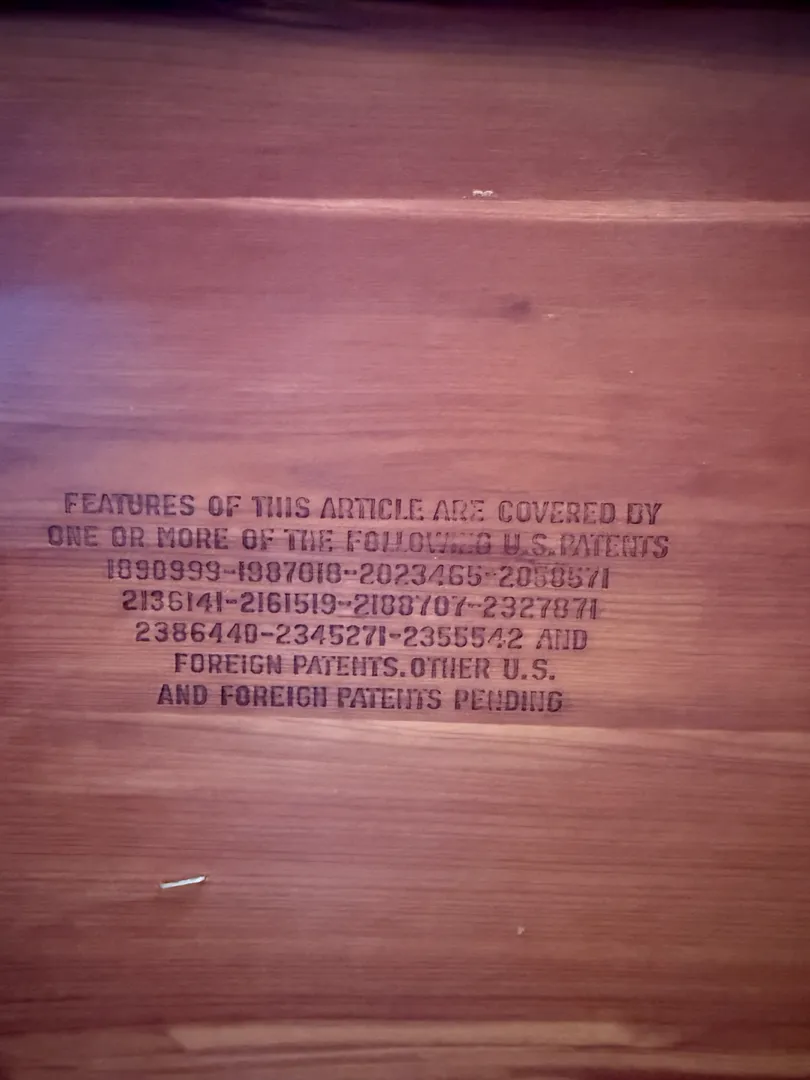 FEATURES OF THIS ARTICLE ARE COVERED BY
ONE OR MORE OF THE FOLLOWING U.S. PATENTS
1890999-1987018-2023465-2058571
2136141-2161519-2188707-2327871
2386440-2345271-2355542 AND
FOREIGN PATENTS. OTHER U.S.
AND FOREIGN PATENTS PENDING